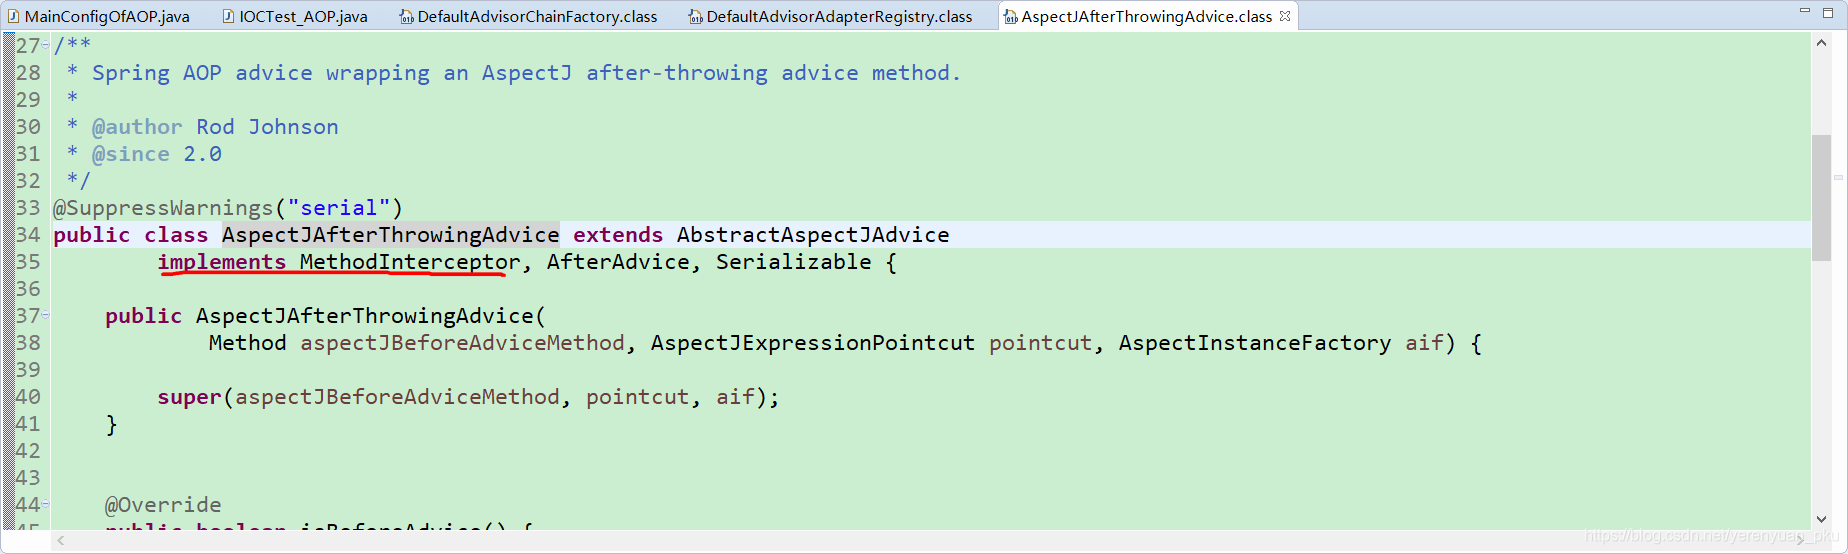 MainConfigOfAOP.java IOCTest_AOP.java DefaultAdvisorChainFactory.class DefaultAdvisorAdapterRegistry.class AspectJAfterThrowingAdvice.class
27 /**
28 * Spring AOP advice wrapping an AspectJ after-throwing advice method.
29 *
30 * @author Rod Johnson
31 * @since 2.0
32 */
33 @SuppressWarnings("serial")
34 public class AspectJAfterThrowingAdvice extends AbstractAspectJAdvice
35 implements MethodInterceptor, AfterAdvice, Serializable {
36
37 public AspectJAfterThrowingAdvice(
38 Method aspectJBeforeAdviceMethod, AspectJExpressionPointcut pointcut, AspectInstanceFactory aif) {
39
40 super(aspectJBeforeAdviceMethod, pointcut, aif);
41 }
42
43
44 @Override
45 public boolean isBeforeAdvice() {
https://blog.csdn.net/yerenyuan_pku